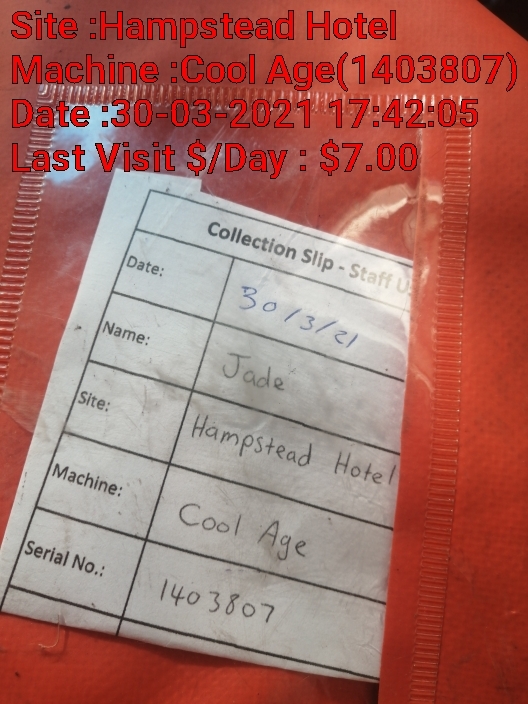 Site :Hampstead Hotel
Machine :Cool Age(1403807)
Date :30-03-2021 17:42:05
Last Visit $/Day : $7.00
Collection Slip - Staff U
Date: 30/3/21
Name: Jade
Site: Hampstead Hotel
Machine: Cool Age
Serial No.: 1403807